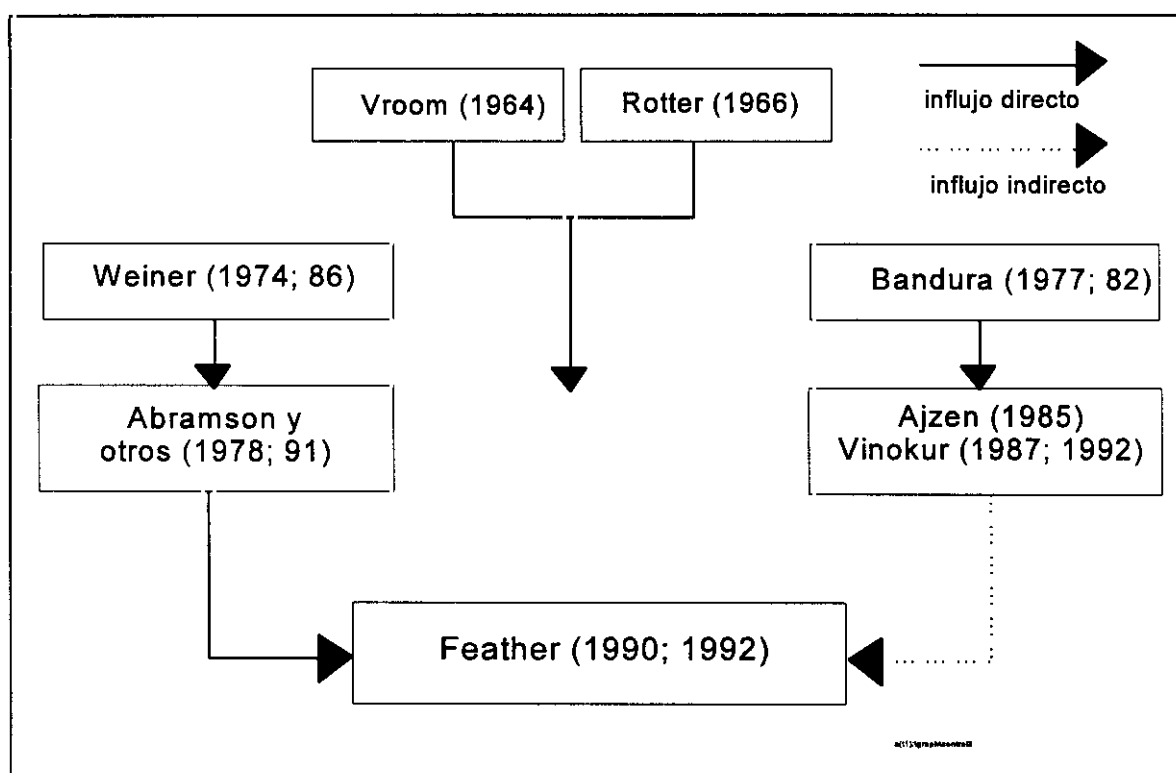 Vroom (1964)
Rotter (1966)
influjo directo
influjo indirecto
Weiner (1974; 86)
Bandura (1977; 82)
Abramson y
otros (1978; 91)
Ajzen (1985)
Vinokur (1987; 1992)
Feather (1990; 1992)